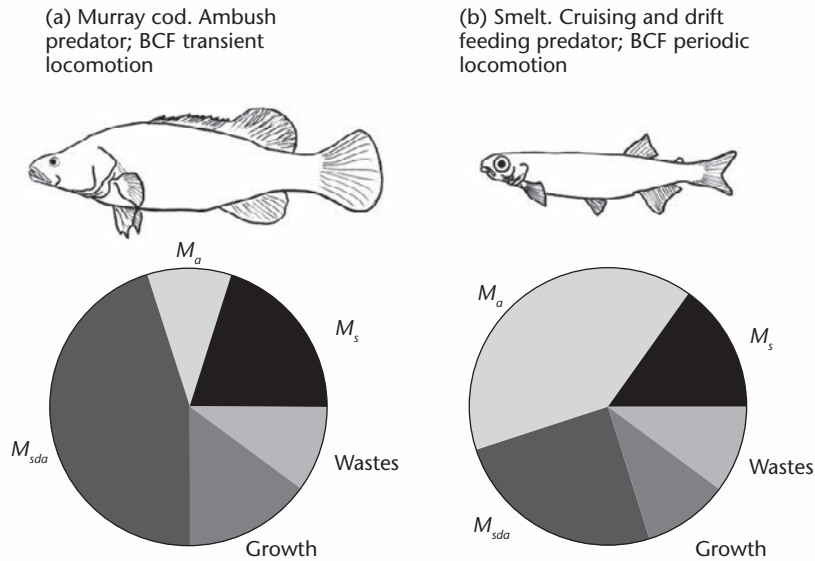 (a) Murray cod. Ambush
predator; BCF transient
locomotion
(b) Smelt. Cruising and drift
feeding predator; BCF periodic
locomotion
Ma
Ms
Msda
Wastes
Growth
Ma
Ms
Msda
Wastes
Growth